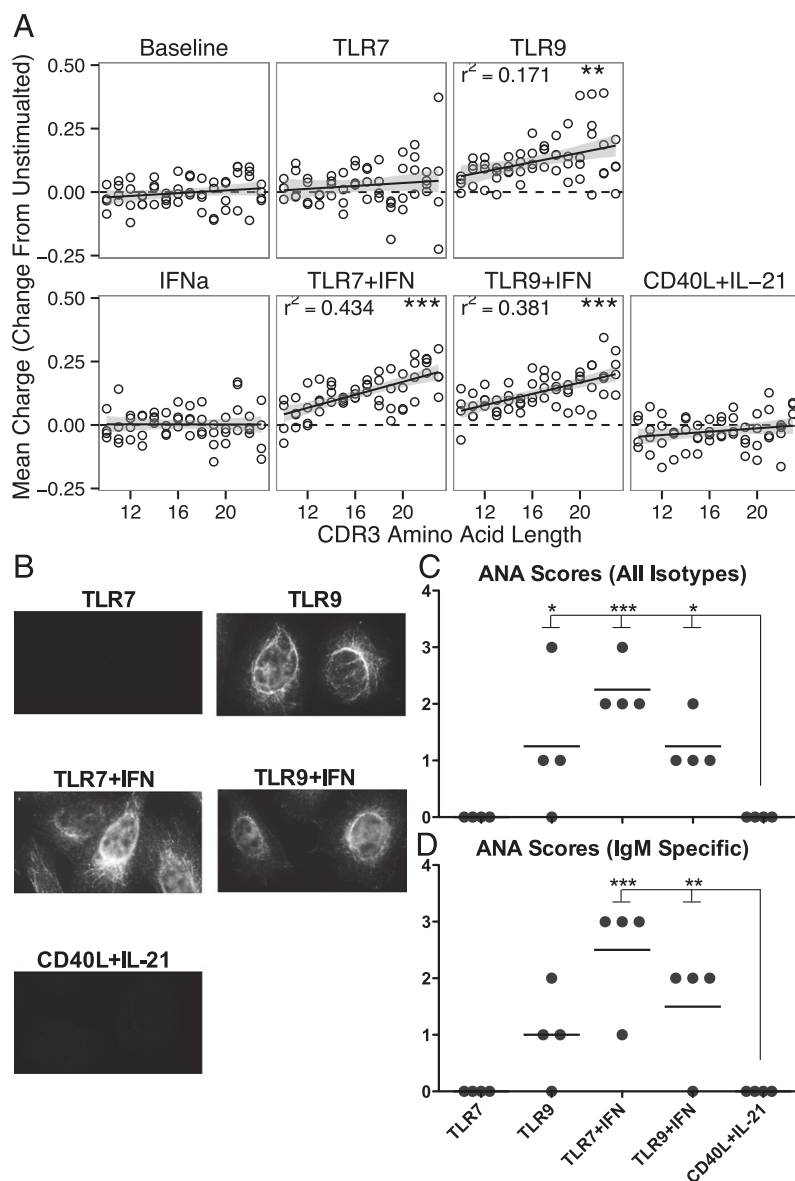 A
Baseline
TLR7
TLR9
r² = 0.171
**
Mean Charge (Change From Unstimualted)
0.50
0.25
0.00
−0.25
IFNa
TLR7+IFN
TLR9+IFN
CD40L+IL−21
r² = 0.434
***
r² = 0.381
***
0.50
0.25
0.00
−0.25
12 16 20
12 16 20
12 16 20
12 16 20
CDR3 Amino Acid Length
B
TLR7
TLR9
TLR7+IFN
TLR9+IFN
CD40L+IL-21
C
ANA Scores (All Isotypes)
4
3
2
1
0
*
***
*
D
ANA Scores (IgM Specific)
4
3
2
1
0
***
**
TLR7
TLR9
TLR7+IFN
TLR9+IFN
CD40L+IL-21